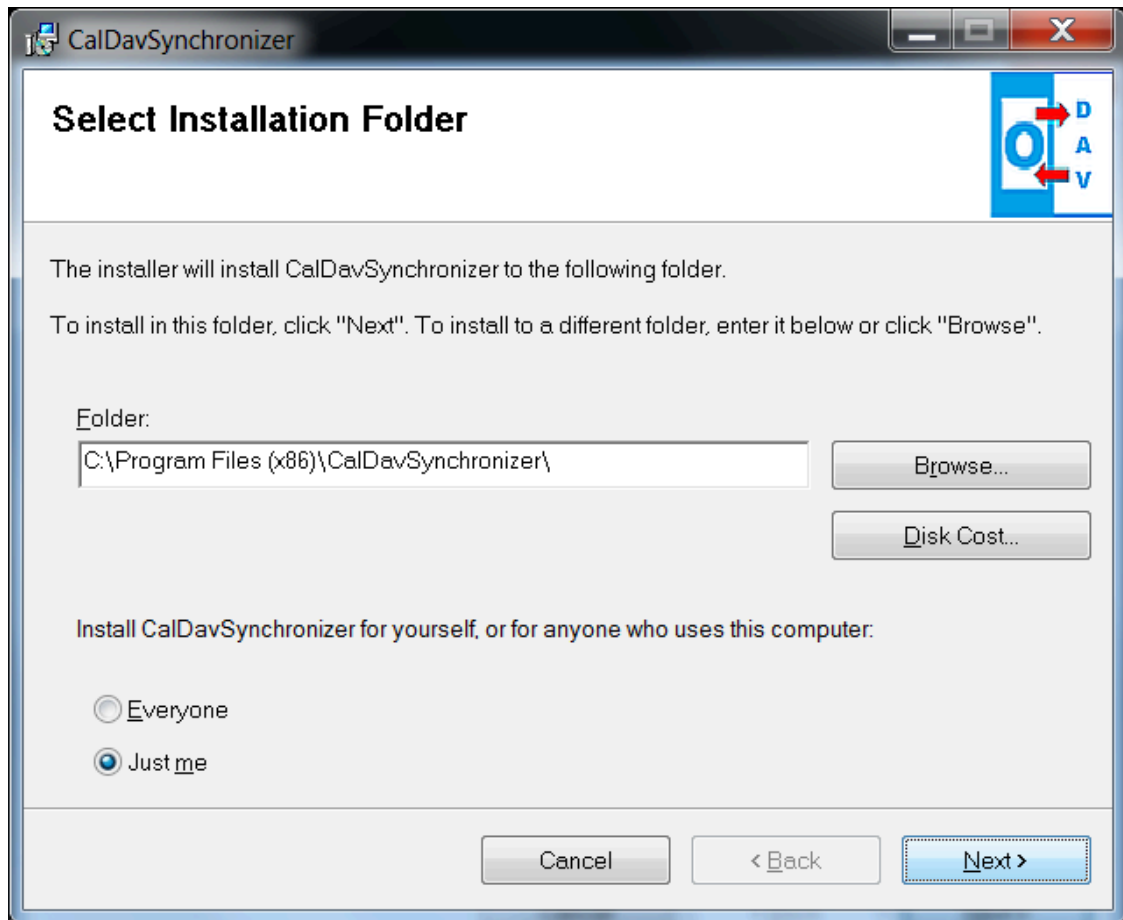 CalDavSynchronizer
Select Installation Folder
O
D
A
V
The installer will install CalDavSynchronizer to the following folder.
To install in this folder, click "Next". To install to a different folder, enter it below or click "Browse".
Folder:
C:\Program Files (x86)\CalDavSynchronizer\
Browse...
Disk Cost...
Install CalDavSynchronizer for yourself, or for anyone who uses this computer:
Everyone
Just me
Cancel
< Back
Next >